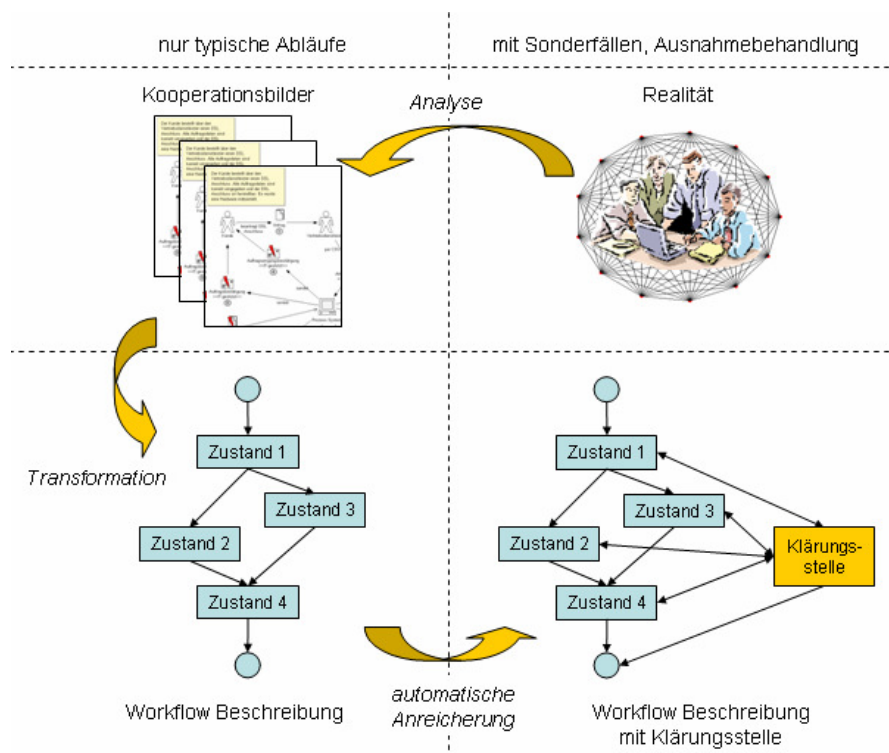 nur typische Abläufe
mit Sonderfällen, Ausnahmebehandlung
Kooperationsbilder
Analyse
Realität
Transformation
Zustand 1
Zustand 3
Zustand 2
Zustand 4
Workflow Beschreibung
automatische
Anreicherung
Zustand 1
Zustand 3
Zustand 2
Klärungs-
stelle
Zustand 4
Workflow Beschreibung
mit Klärungsstelle